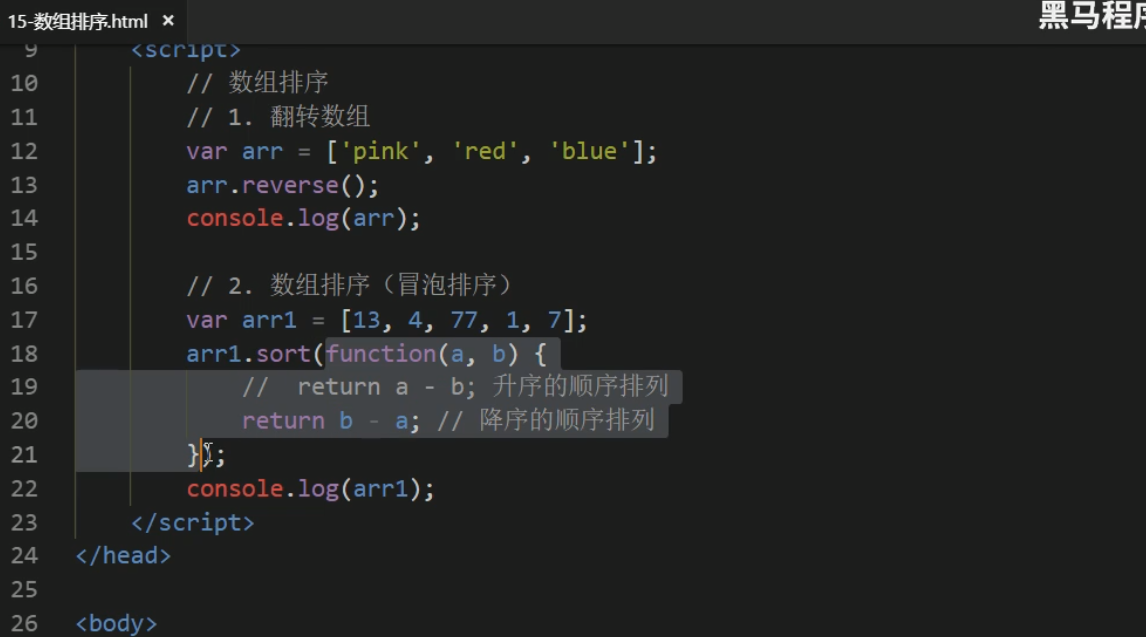 15-数组排序.html ×
黑马程序
9 <script>
10 // 数组排序
11 // 1. 翻转数组
12 var arr = ['pink', 'red', 'blue'];
13 arr.reverse();
14 console.log(arr);
15
16 // 2. 数组排序（冒泡排序）
17 var arr1 = [13, 4, 77, 1, 7];
18 arr1.sort(function(a, b) {
19 //  return a - b; 升序的顺序排列
20 return b - a; // 降序的顺序排列
21 });
22 console.log(arr1);
23 </script>
24 </head>
25
26 <body>